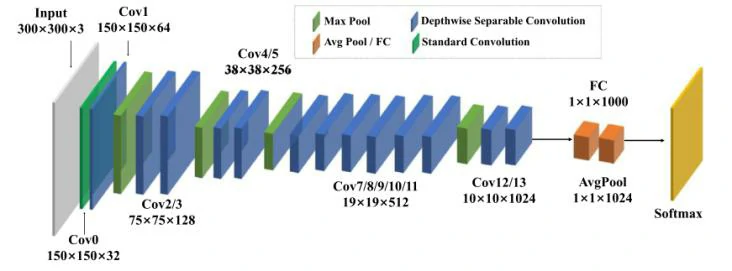 Input
300×300×3
Cov1
150×150×64
Max Pool
Depthwise Separable Convolution
Avg Pool / FC
Standard Convolution
Cov4/5
38×38×256
FC
1×1×1000
Cov7/8/9/10/11
19×19×512
Cov12/13
10×10×1024
AvgPool
1×1×1024
Softmax
Cov2/3
75×75×128
Cov0
150×150×32